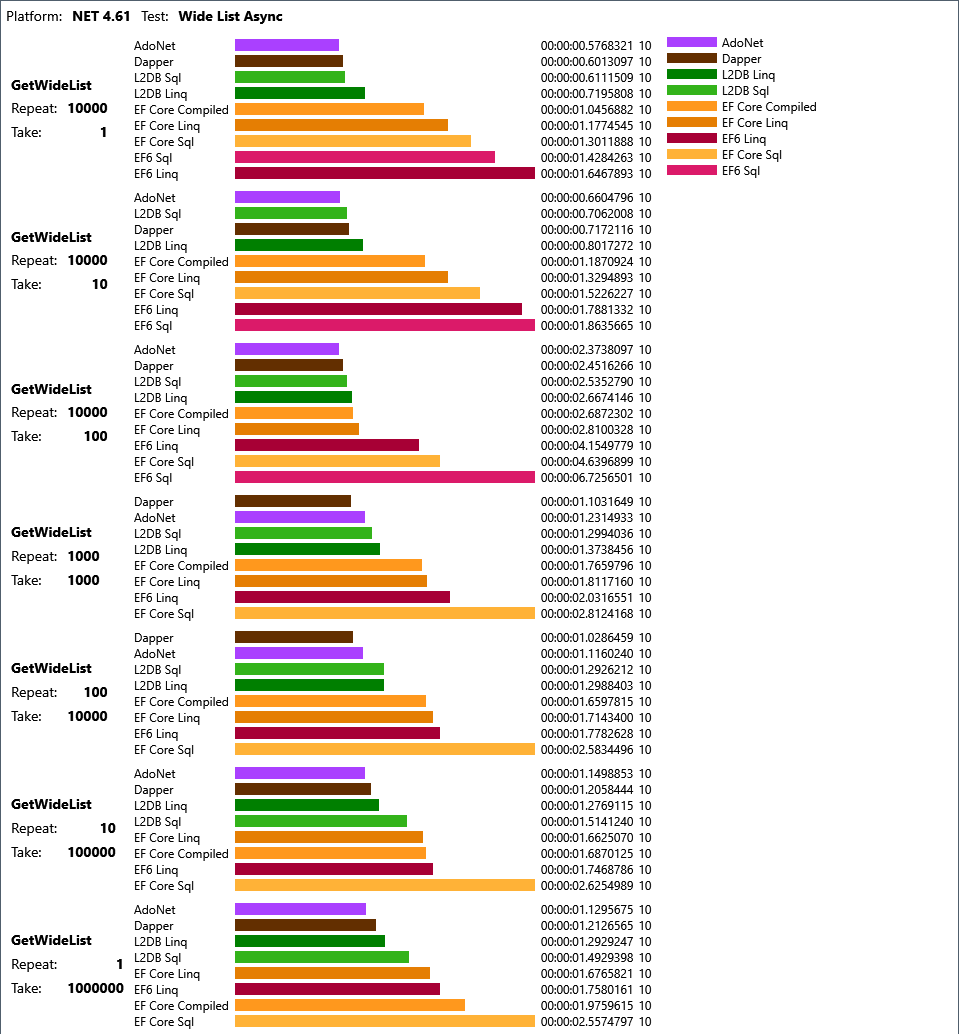 Platform: NET 4.61 Test: Wide List Async
GetWideList
Repeat: 10000
Take: 1
AdoNet 00:00:00.5768321 10
Dapper 00:00:00.6013097 10
L2DB Sql 00:00:00.6111509 10
L2DB Linq 00:00:00.7195808 10
EF Core Compiled 00:00:01.0456882 10
EF Core Linq 00:00:01.1774545 10
EF Core Sql 00:00:01.3011888 10
EF6 Sql 00:00:01.4284263 10
EF6 Linq 00:00:01.6467893 10
AdoNet
Dapper
L2DB Linq
L2DB Sql
EF Core Compiled
EF Core Linq
EF6 Linq
EF Core Sql
EF6 Sql
GetWideList
Repeat: 10000
Take: 10
AdoNet 00:00:00.6604796 10
L2DB Sql 00:00:00.7062008 10
Dapper 00:00:00.7172116 10
L2DB Linq 00:00:00.8017272 10
EF Core Compiled 00:00:01.1870924 10
EF Core Linq 00:00:01.3294893 10
EF Core Sql 00:00:01.5226227 10
EF6 Linq 00:00:01.7881332 10
EF6 Sql 00:00:01.8635665 10
GetWideList
Repeat: 10000
Take: 100
AdoNet 00:00:02.3738097 10
Dapper 00:00:02.4516266 10
L2DB Sql 00:00:02.5352790 10
L2DB Linq 00:00:02.6674146 10
EF Core Compiled 00:00:02.6872302 10
EF Core Linq 00:00:02.8100328 10
EF6 Linq 00:00:04.1549779 10
EF Core Sql 00:00:04.6396899 10
EF6 Sql 00:00:06.7256501 10
GetWideList
Repeat: 1000
Take: 1000
Dapper 00:00:01.1031649 10
AdoNet 00:00:01.2314933 10
L2DB Sql 00:00:01.2994036 10
L2DB Linq 00:00:01.3738456 10
EF Core Compiled 00:00:01.7659796 10
EF Core Linq 00:00:01.8117160 10
EF6 Linq 00:00:02.0316551 10
EF Core Sql 00:00:02.8124168 10
GetWideList
Repeat: 100
Take: 10000
Dapper 00:00:01.0286459 10
AdoNet 00:00:01.1160240 10
L2DB Sql 00:00:01.2926212 10
L2DB Linq 00:00:01.2988403 10
EF Core Compiled 00:00:01.6597815 10
EF Core Linq 00:00:01.7143400 10
EF6 Linq 00:00:01.7782628 10
EF Core Sql 00:00:02.5834496 10
GetWideList
Repeat: 10
Take: 100000
AdoNet 00:00:01.1498853 10
Dapper 00:00:01.2058444 10
L2DB Linq 00:00:01.2769115 10
L2DB Sql 00:00:01.5141240 10
EF Core Linq 00:00:01.6625070 10
EF Core Compiled 00:00:01.6870125 10
EF6 Linq 00:00:01.7468786 10
EF Core Sql 00:00:02.6254989 10
GetWideList
Repeat: 1
Take: 1000000
AdoNet 00:00:01.1295675 10
Dapper 00:00:01.2126565 10
L2DB Linq 00:00:01.2929247 10
L2DB Sql 00:00:01.4929398 10
EF Core Linq 00:00:01.6765821 10
EF6 Linq 00:00:01.7580161 10
EF Core Compiled 00:00:01.9759615 10
EF Core Sql 00:00:02.5574797 10